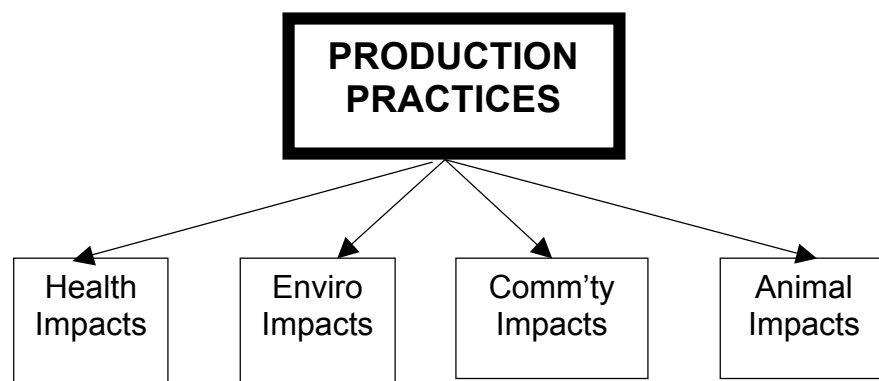 PRODUCTION
PRACTICES
Health
Impacts
Enviro
Impacts
Comm’ty
Impacts
Animal
Impacts